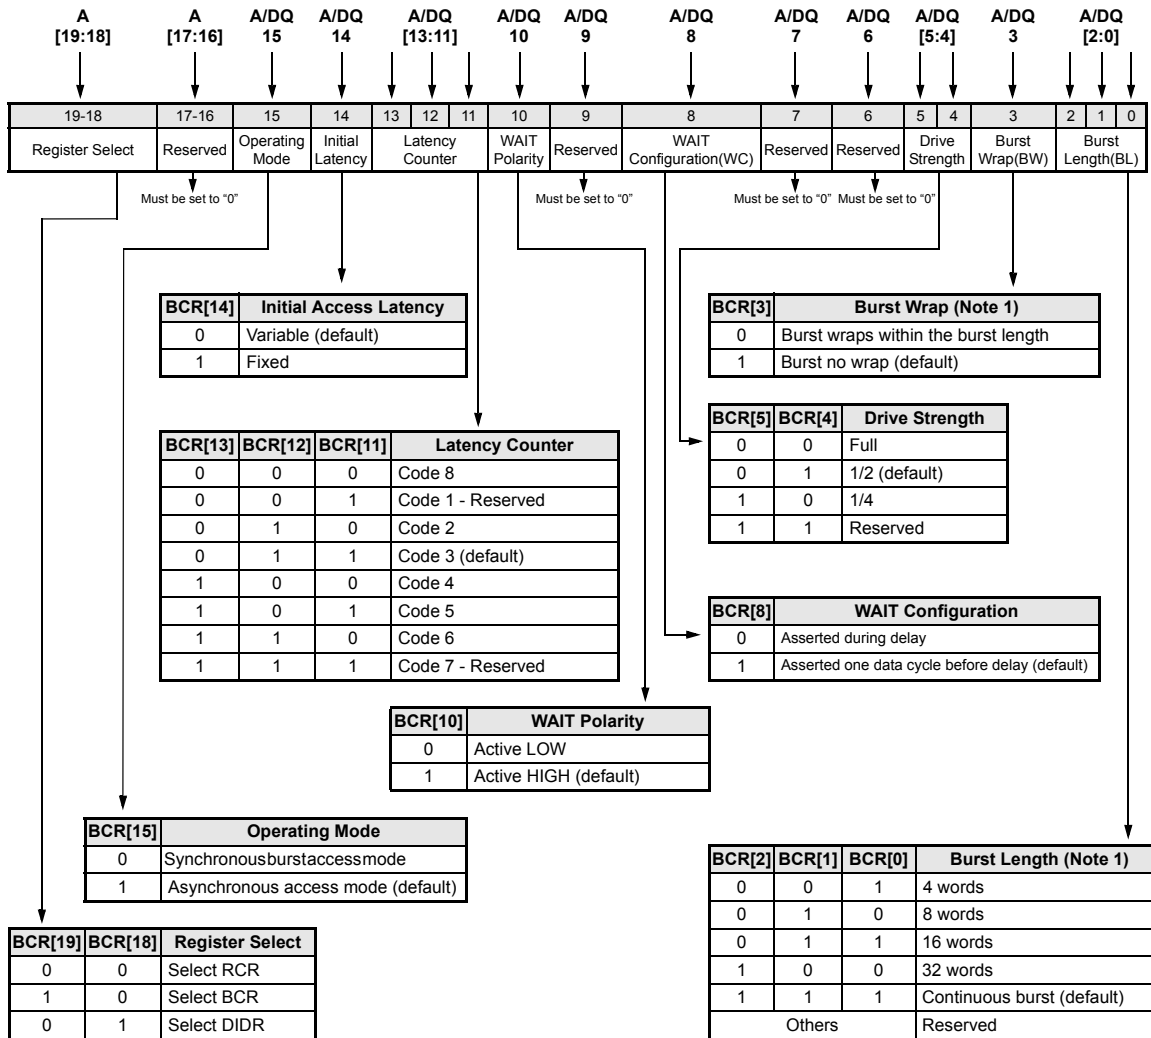 A A A/DQ A/DQ A/DQ A/DQ A/DQ A/DQ A/DQ A/DQ A/DQ A/DQ A/DQ
[19:18] [17:16] 15 14 [13:11] 10 9 8 7 6 [5:4] 3 [2:0]
19-18 17-16 15 14 13 12 11 10 9 8 7 6 5 4 3 2 1 0
Register Select Reserved Operating Mode Initial Latency Latency Counter WAIT Polarity Reserved WAIT Configuration(WC) Reserved Reserved Drive Strength Burst Wrap(BW) Burst Length(BL)
Must be set to “0” Must be set to “0” Must be set to “0” Must be set to “0”
BCR[14] Initial Access Latency
0 Variable (default)
1 Fixed
BCR[3] Burst Wrap (Note 1)
0 Burst wraps within the burst length
1 Burst no wrap (default)
BCR[13] BCR[12] BCR[11] Latency Counter
0 0 0 Code 8
0 0 1 Code 1 - Reserved
0 1 0 Code 2
0 1 1 Code 3 (default)
1 0 0 Code 4
1 0 1 Code 5
1 1 0 Code 6
1 1 1 Code 7 - Reserved
BCR[5] BCR[4] Drive Strength
0 0 Full
0 1 1/2 (default)
1 0 1/4
1 1 Reserved
BCR[8] WAIT Configuration
0 Asserted during delay
1 Asserted one data cycle before delay (default)
BCR[10] WAIT Polarity
0 Active LOW
1 Active HIGH (default)
BCR[15] Operating Mode
0 Synchronousburstaccessmode
1 Asynchronous access mode (default)
BCR[19] BCR[18] Register Select
0 0 Select RCR
1 0 Select BCR
0 1 Select DIDR
BCR[2] BCR[1] BCR[0] Burst Length (Note 1)
0 0 1 4 words
0 1 0 8 words
0 1 1 16 words
1 0 0 32 words
1 1 1 Continuous burst (default)
Others Reserved